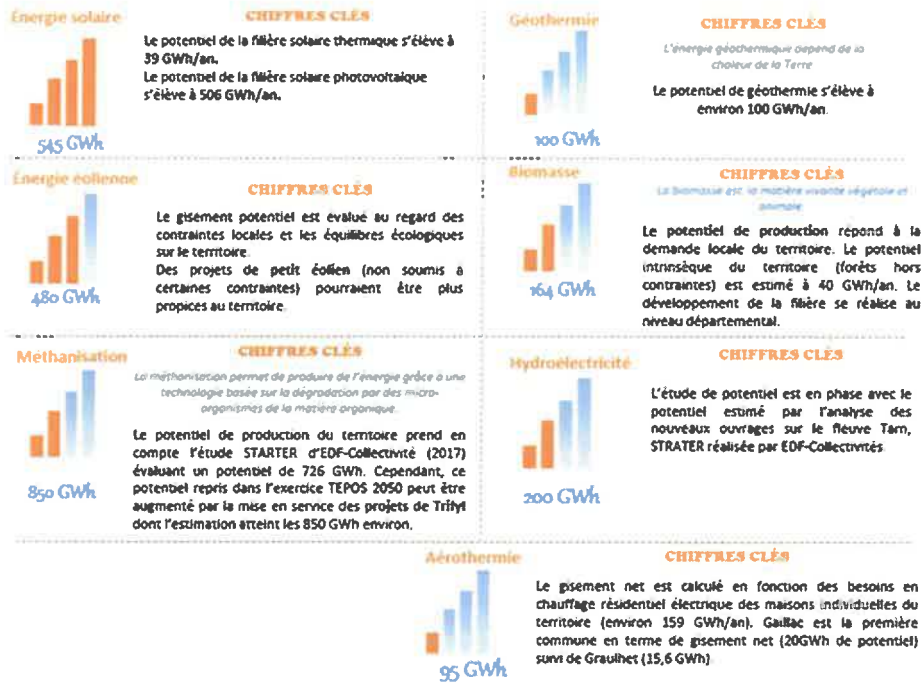 Énergie solaire
CHIFFRES CLÉS
Le potentiel de la filière solaire thermique s'élève à
39 GWh/an.
Le potentiel de la filière solaire photovoltaïque
s'élève à 506 GWh/an.
545 GWh
Géothermie
CHIFFRES CLÉS
L'énergie géothermique dépend de la
chaleur de la Terre
Le potentiel de géothermie s'élève à
environ 100 GWh/an.
100 GWh
Énergie éolienne
CHIFFRES CLÉS
Le gisement potentiel est évalué au regard des
contraintes locales et les équilibres écologiques
sur le territoire.
Des projets de petit éolien (non soumis à
certaines contraintes) pourraient être plus
propices au territoire.
480 GWh
Biomasse
CHIFFRES CLÉS
La biomasse est la matière vivante végétale et
animale
Le potentiel de production répond à la
demande locale du territoire. Le potentiel
intrinsèque du territoire (forêts hors
contraintes) est estimé à 40 GWh/an. Le
développement de la filière se réalise au
niveau départemental.
164 GWh
Méthanisation
CHIFFRES CLÉS
La méthanisation permet de produire de l'énergie grâce à une
technologie basée sur la dégradation par des micro-
organismes de la matière organique.
Le potentiel de production du territoire prend en
compte l'étude STARTER d'EDF-Collectivité (2017)
évaluant un potentiel de 726 GWh. Cependant, ce
potentiel repris dans l'exercice TEPOS 2050 peut être
augmenté par la mise en service des projets de Trifyl
dont l'estimation atteint les 850 GWh environ.
850 GWh
Hydroélectricité
CHIFFRES CLÉS
L'étude de potentiel est en phase avec le
potentiel estimé par l'analyse des
nouveaux ouvrages sur le fleuve Tarn,
STRATER réalisée par EDF-Collectivités
200 GWh
Aérothermie
CHIFFRES CLÉS
Le gisement net est calculé en fonction des besoins en
chauffage résidentiel électrique des maisons individuelles du
territoire (environ 159 GWh/an). Gaillac est la première
commune en terme de gisement net (20GWh de potentiel)
suivi de Graulhet (15,6 GWh)
95 GWh